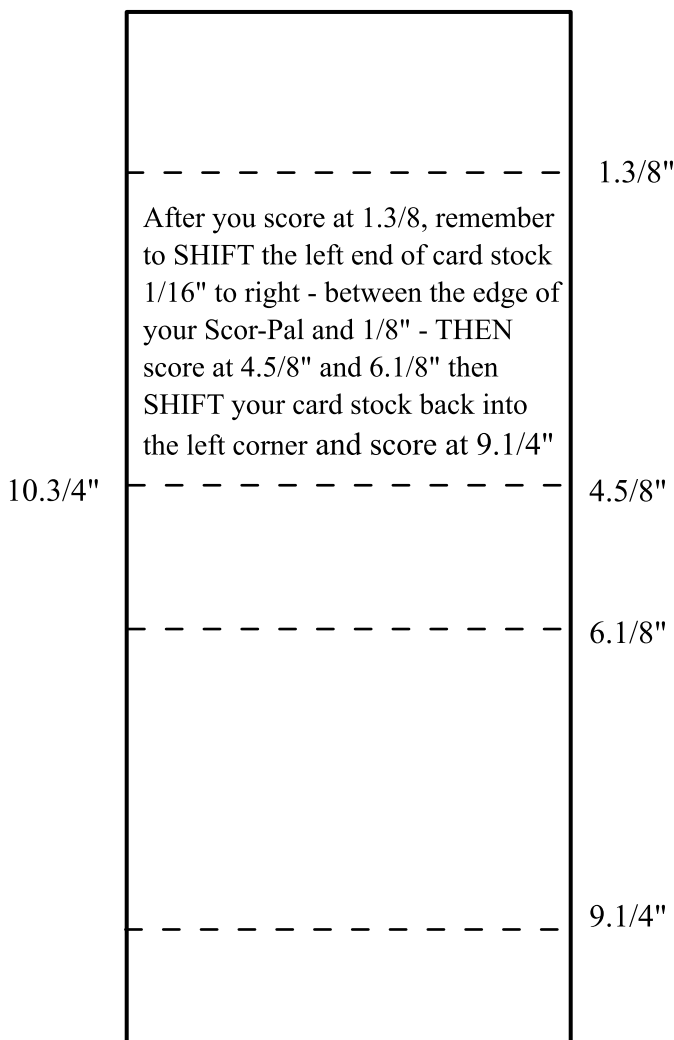 1.3/8"
After you score at 1.3/8, remember
to SHIFT the left end of card stock
1/16" to right - between the edge of
your Scor-Pal and 1/8" - THEN
score at 4.5/8" and 6.1/8" then
SHIFT your card stock back into
the left corner and score at 9.1/4"
10.3/4"
4.5/8"
6.1/8"
9.1/4"